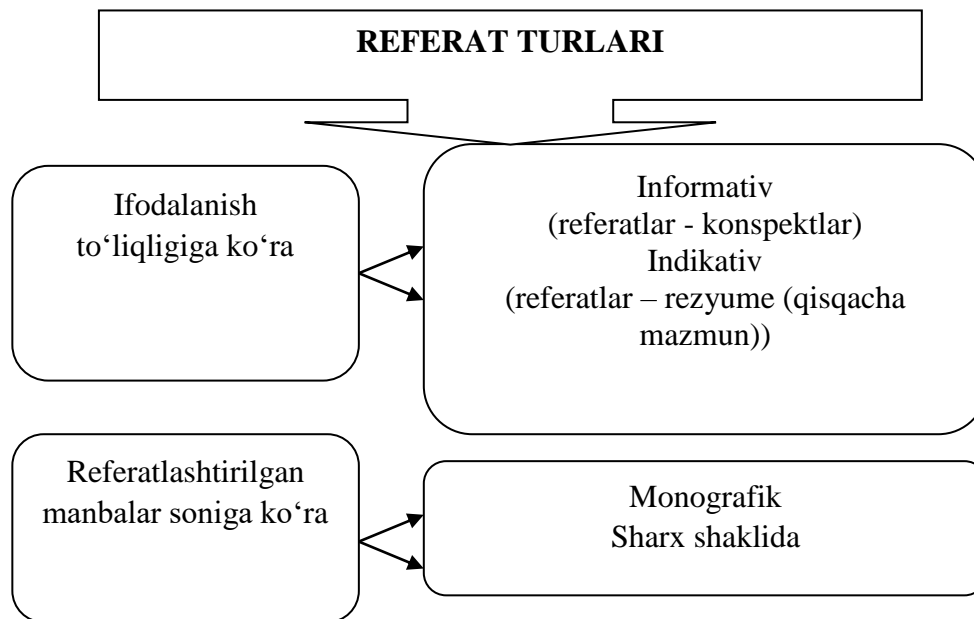 REFERAT TURLARI
Ifodalanish
to‘liqligiga ko‘ra
Informativ
(referatlar - konspektlar)
Indikativ
(referatlar – rezyume (qisqacha
mazmun))
Referatlashtirilgan
manbalar soniga ko‘ra
Monografik
Sharx shaklida